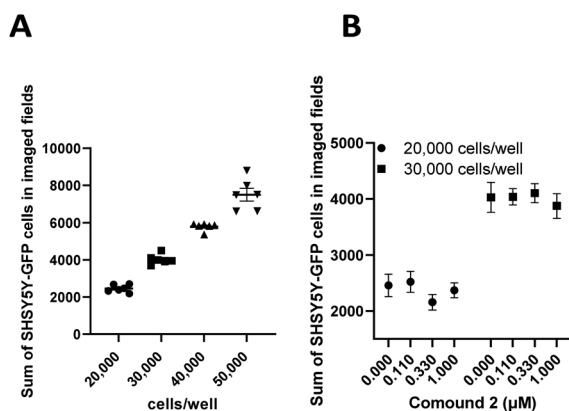 A
Sum of SHSY5Y-GFP cells in imaged fields
10000
8000
6000
4000
2000
0
20,000
30,000
40,000
50,000
cells/well
B
Sum of SHSY5Y-GFP cells in imaged fields
5000
4000
3000
2000
20,000 cells/well
30,000 cells/well
0.000
0.110
0.330
1.000
0.000
0.110
0.330
1.000
Comound 2 (µM)